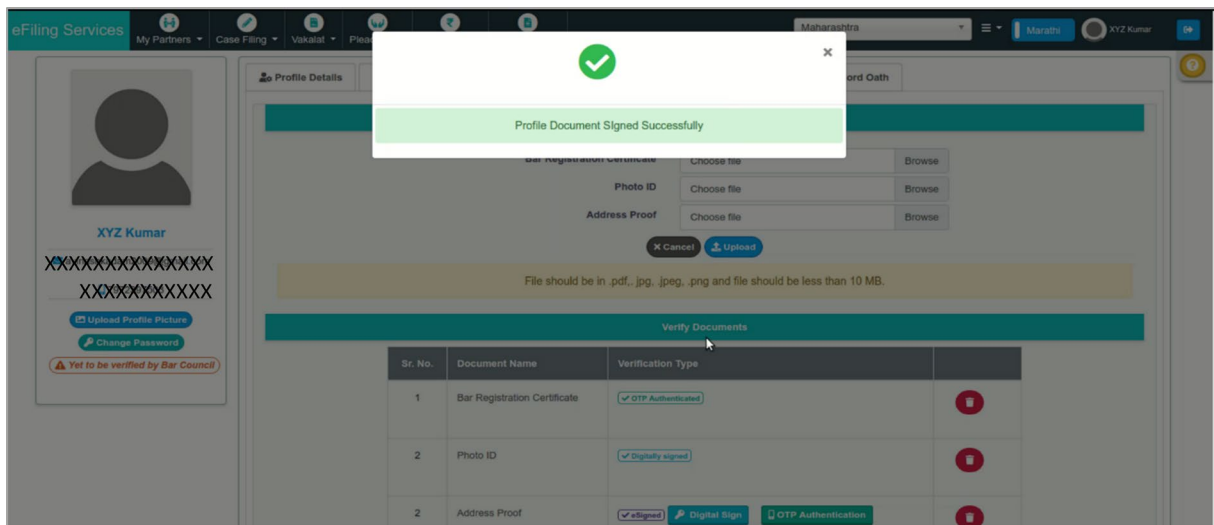 eFiling Services
My Partners
Case Filing
Vakalat
Maharashtra
Marathi
XYZ Kumar
Profile Details
Profile Document SIgned Successfully
Bar Registration Certificate
Choose file
Browse
Photo ID
Choose file
Browse
Address Proof
Choose file
Browse
Cancel
Upload
File should be in .pdf,. jpg, .jpeg, .png and file should be less than 10 MB.
XYZ Kumar
XXXXXXXXXXXXXX
XXXXXXXXXXX
Upload Profile Picture
Change Password
Yet to be verified by Bar Council
Verify Documents
Sr. No. Document Name Verification Type
1 Bar Registration Certificate OTP Authenticated
2 Photo ID Digitally signed
2 Address Proof eSigned Digital Sign OTP Authentication